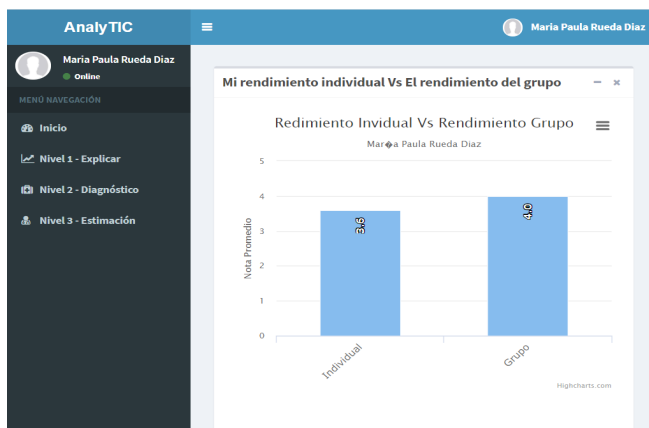 AnalyTIC
Maria Paula Rueda Diaz
Maria Paula Rueda Diaz
Online
MENÚ NAVEGACIÓN
Inicio
Nivel 1 - Explicar
Nivel 2 - Diagnóstico
Nivel 3 - Estimación
Mi rendimiento individual Vs El rendimiento del grupo
Redimiento Invidual Vs Rendimiento Grupo
Mar�a Paula Rueda Diaz
Nota Promedio
5
4
3
2
1
0
3.6
4.0
Individual
Grupo
Highcharts.com